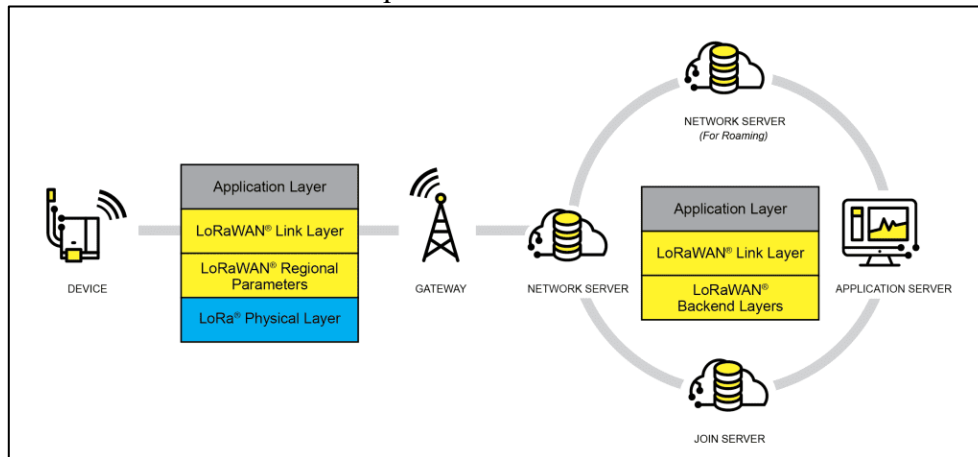 NETWORK SERVER
(For Roaming)
Application Layer
LoRaWAN® Link Layer
LoRaWAN® Regional
Parameters
LoRa® Physical Layer
Application Layer
LoRaWAN® Link Layer
LoRaWAN®
Backend Layers
DEVICE
GATEWAY
NETWORK SERVER
APPLICATION SERVER
JOIN SERVER